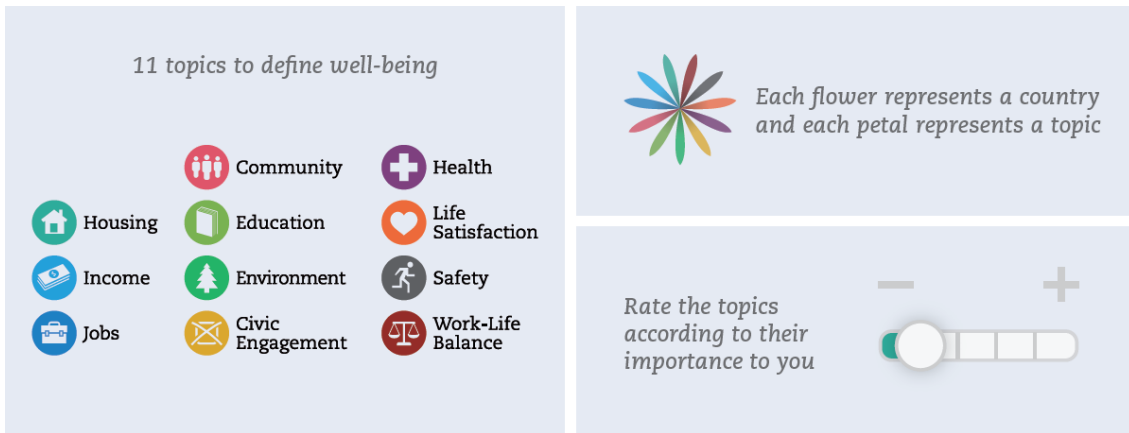 11 topics to define well-being
Community
Health
Housing
Education
Life
Satisfaction
Income
Environment
Safety
Jobs
Civic
Engagement
Work-Life
Balance
Each flower represents a country
and each petal represents a topic
Rate the topics
according to their
importance to you